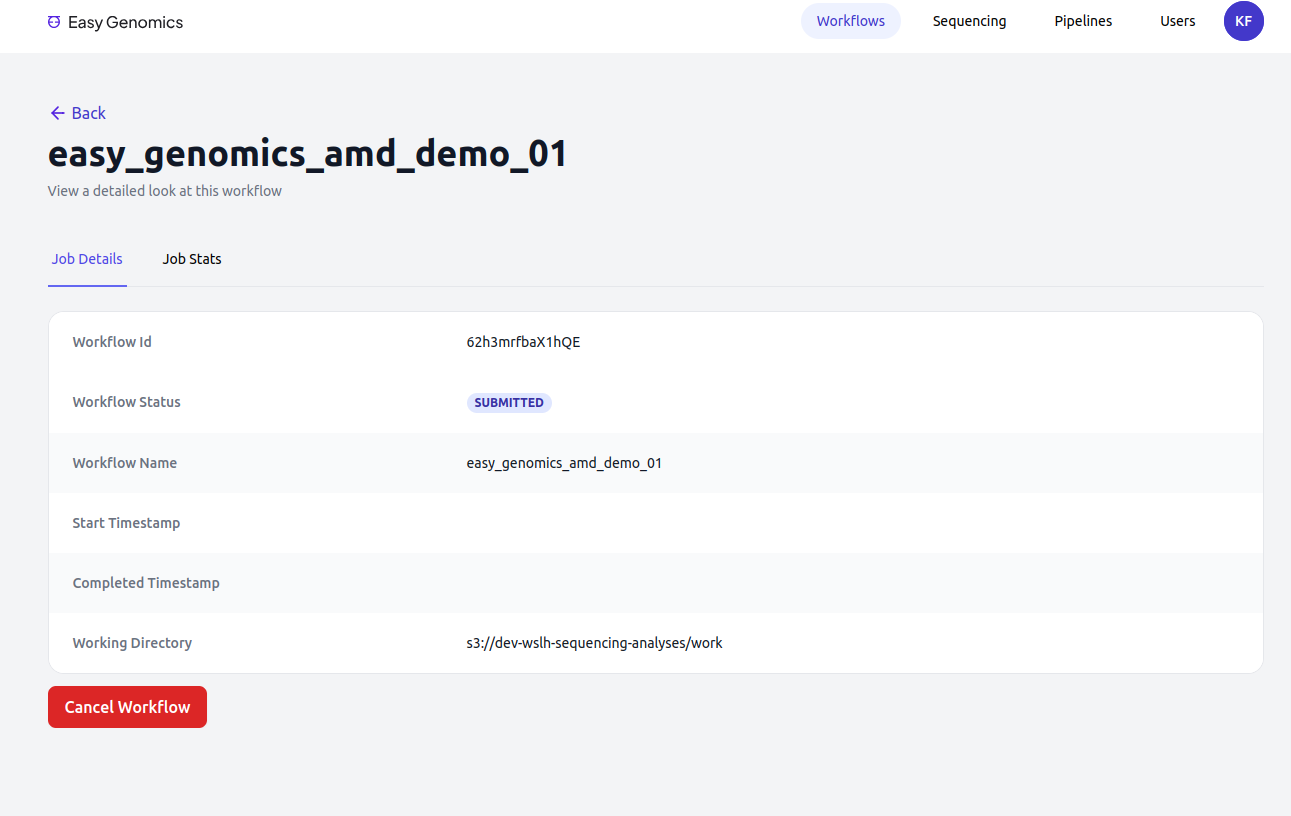 Easy Genomics
Workflows Sequencing Pipelines Users KF
Back
easy_genomics_amd_demo_01
View a detailed look at this workflow
Job Details Job Stats
Workflow Id 62h3mrfbaX1hQE
Workflow Status SUBMITTED
Workflow Name easy_genomics_amd_demo_01
Start Timestamp
Completed Timestamp
Working Directory s3://dev-wslh-sequencing-analyses/work
Cancel Workflow